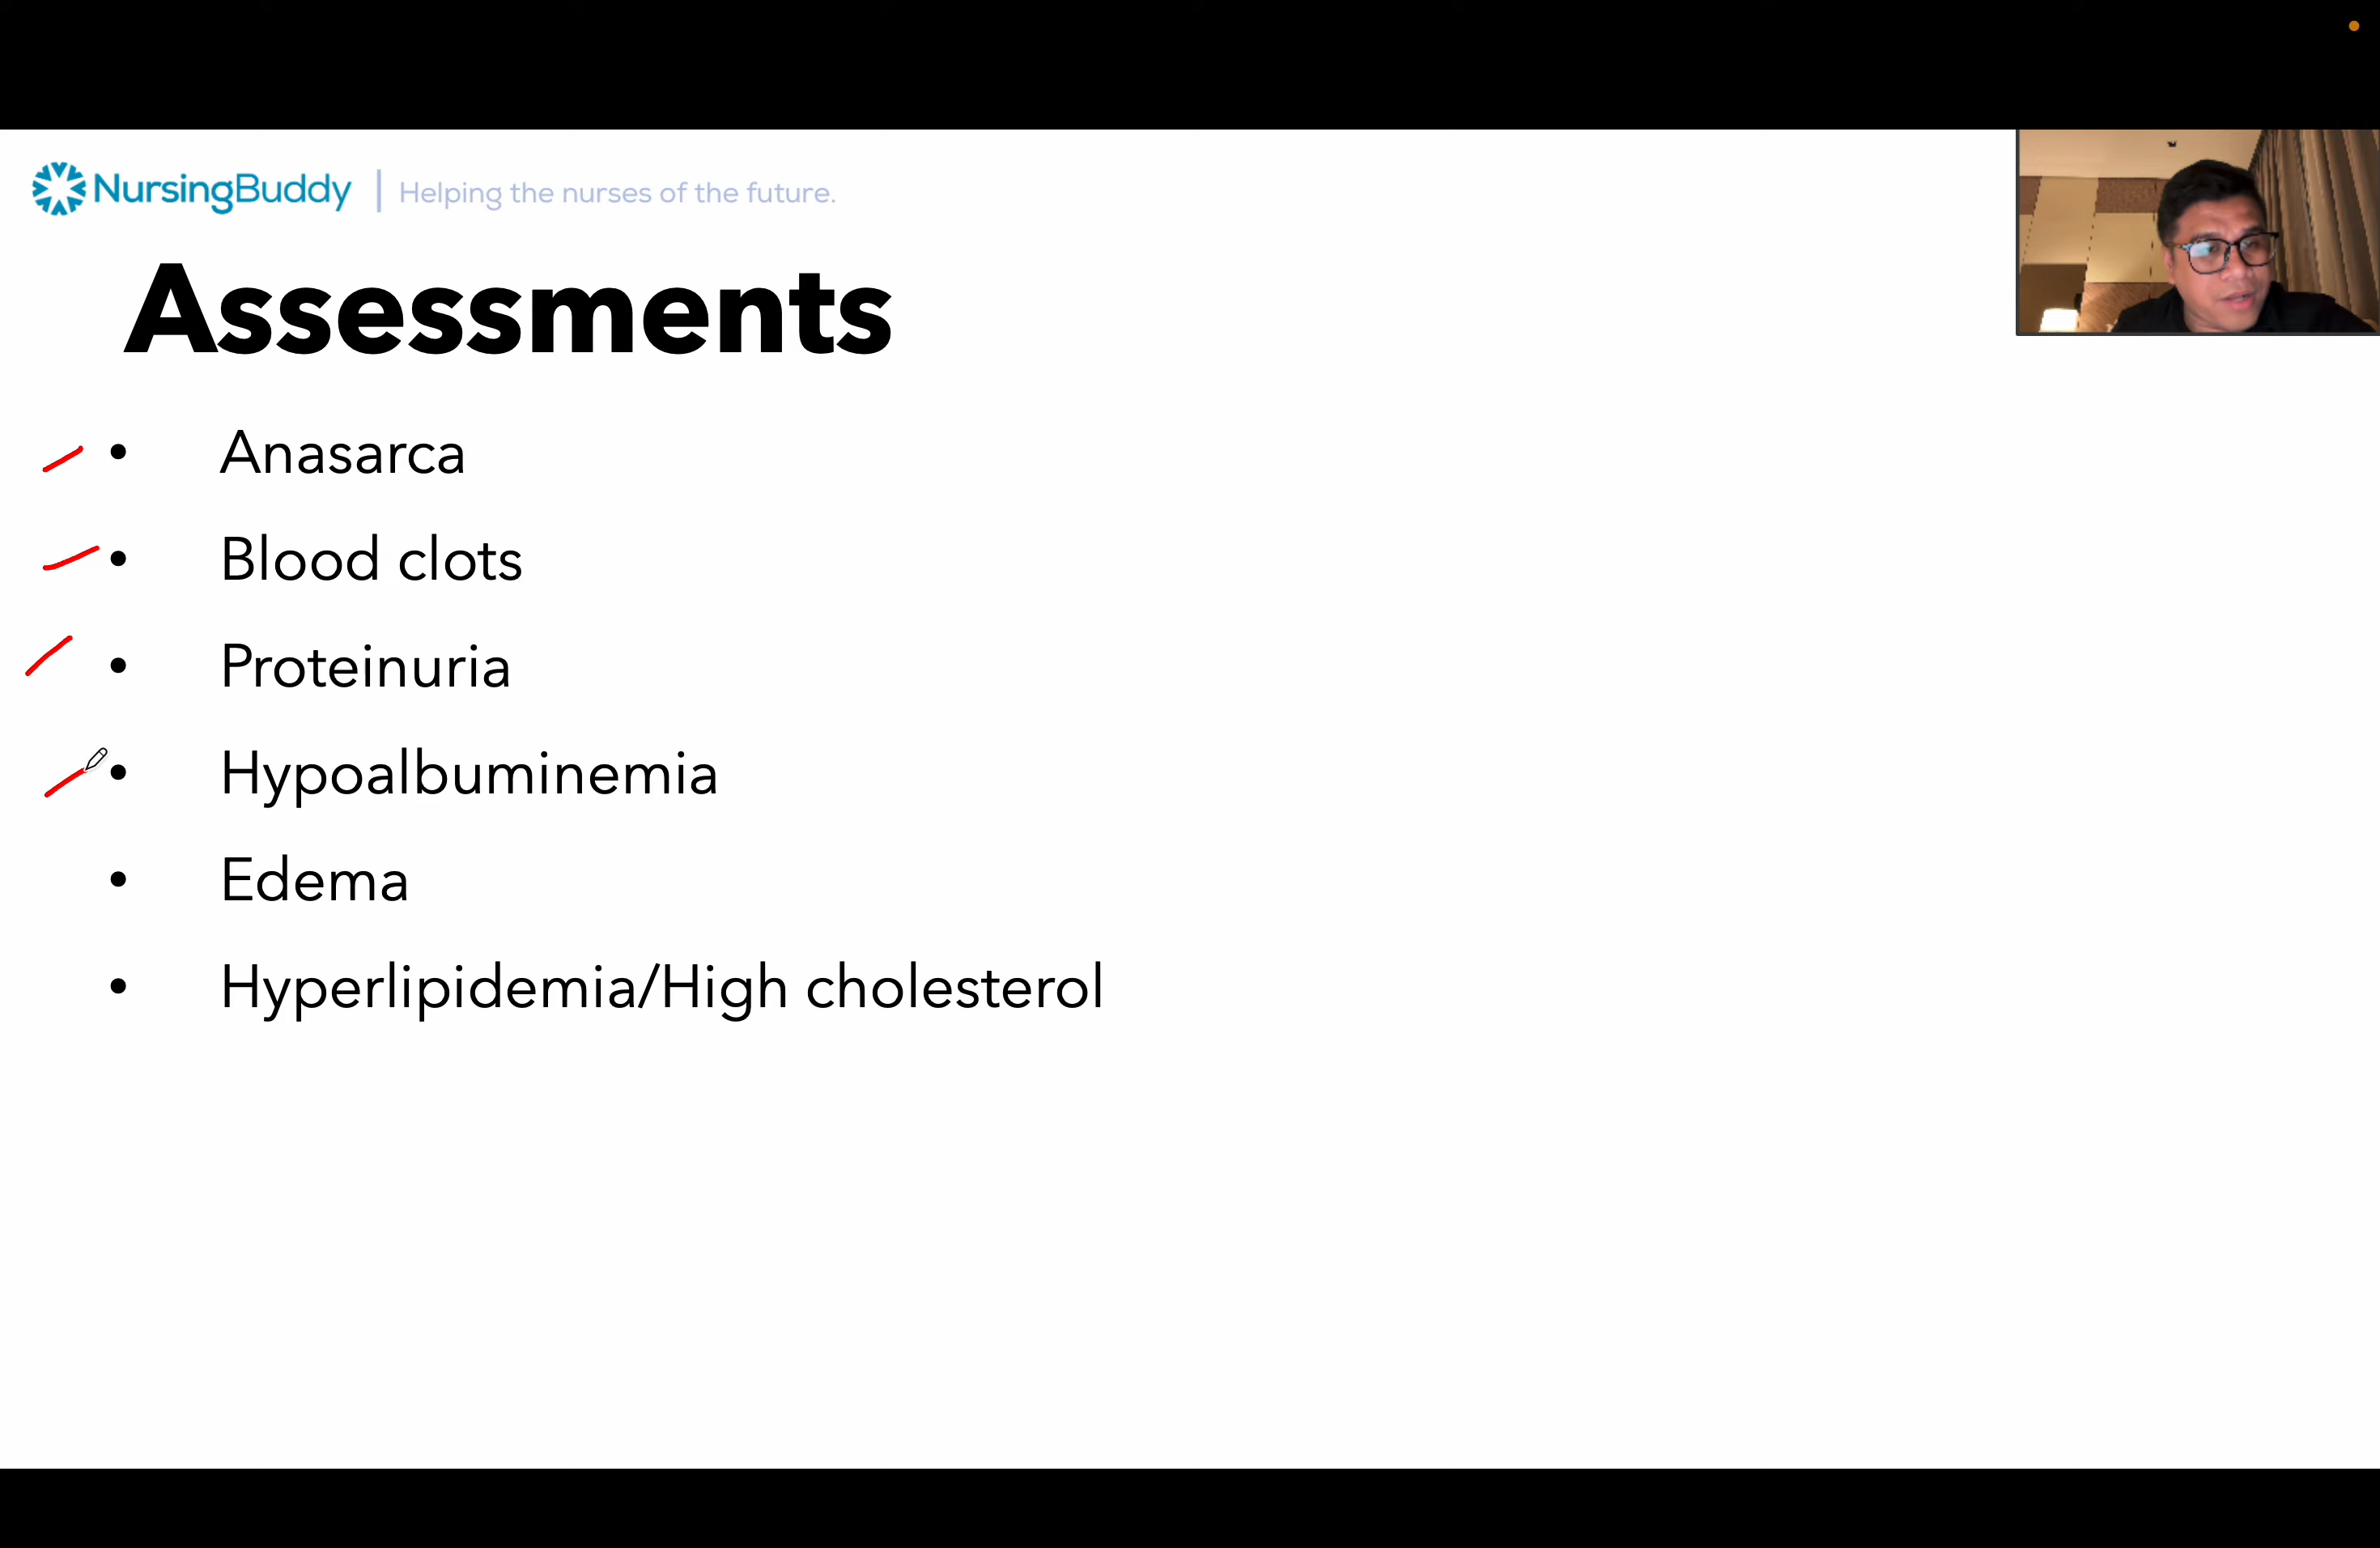 NursingBuddy | Helping the nurses of the future.
Assessments
• Anasarca
• Blood clots
• Proteinuria
• Hypoalbuminemia
• Edema
• Hyperlipidemia/High cholesterol